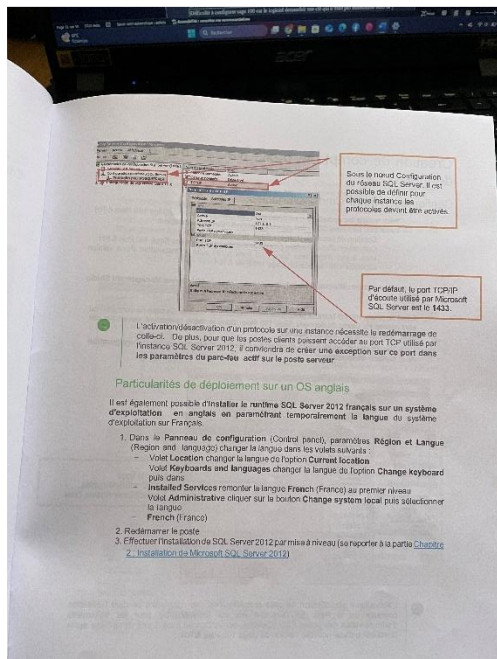 acer
Sous le nœud Configuration
du réseau SQL Server. Il est
possible de définir pour
chaque instance les
protocoles devant être activés.
Par défaut, le port TCP/IP
d'écoute utilisé par Microsoft
SQL Server est le 1433.
L'activation/désactivation d'un protocole sur une instance nécessite le redémarrage de
celle-ci. De plus, pour que les postes clients puissent accéder au port TCP utilisé par
l'instance SQL Server 2012, il conviendra de créer une exception sur ce port dans
les paramètres du pare-feu actif sur le poste serveur
Particularités de déploiement sur un OS anglais
Il est également possible d'installer le runtime SQL Server 2012 français sur un système
d'exploitation en anglais en paramétrant temporairement la langue du système
d'exploitation sur Français.
1. Dans le Panneau de configuration (Control panel), paramètres Région et Langue
(Region and language) changer la langue dans les volets suivants :
- Volet Location changer la langue de l'option Current location
Volet Keyboards and languages changer la langue de l'option Change keyboard
puis dans
- Installed Services remonter la langue French (France) au premier niveau
Volet Administrative cliquer sur le bouton Change system local puis sélectionner
la langue
- French (France)
2. Redémarrer le poste
3. Effectuer l'installation de SQL Server 2012 par mise à niveau (se reporter à la partie Chapitre
2 : Installation de Microsoft SQL Server 2012)